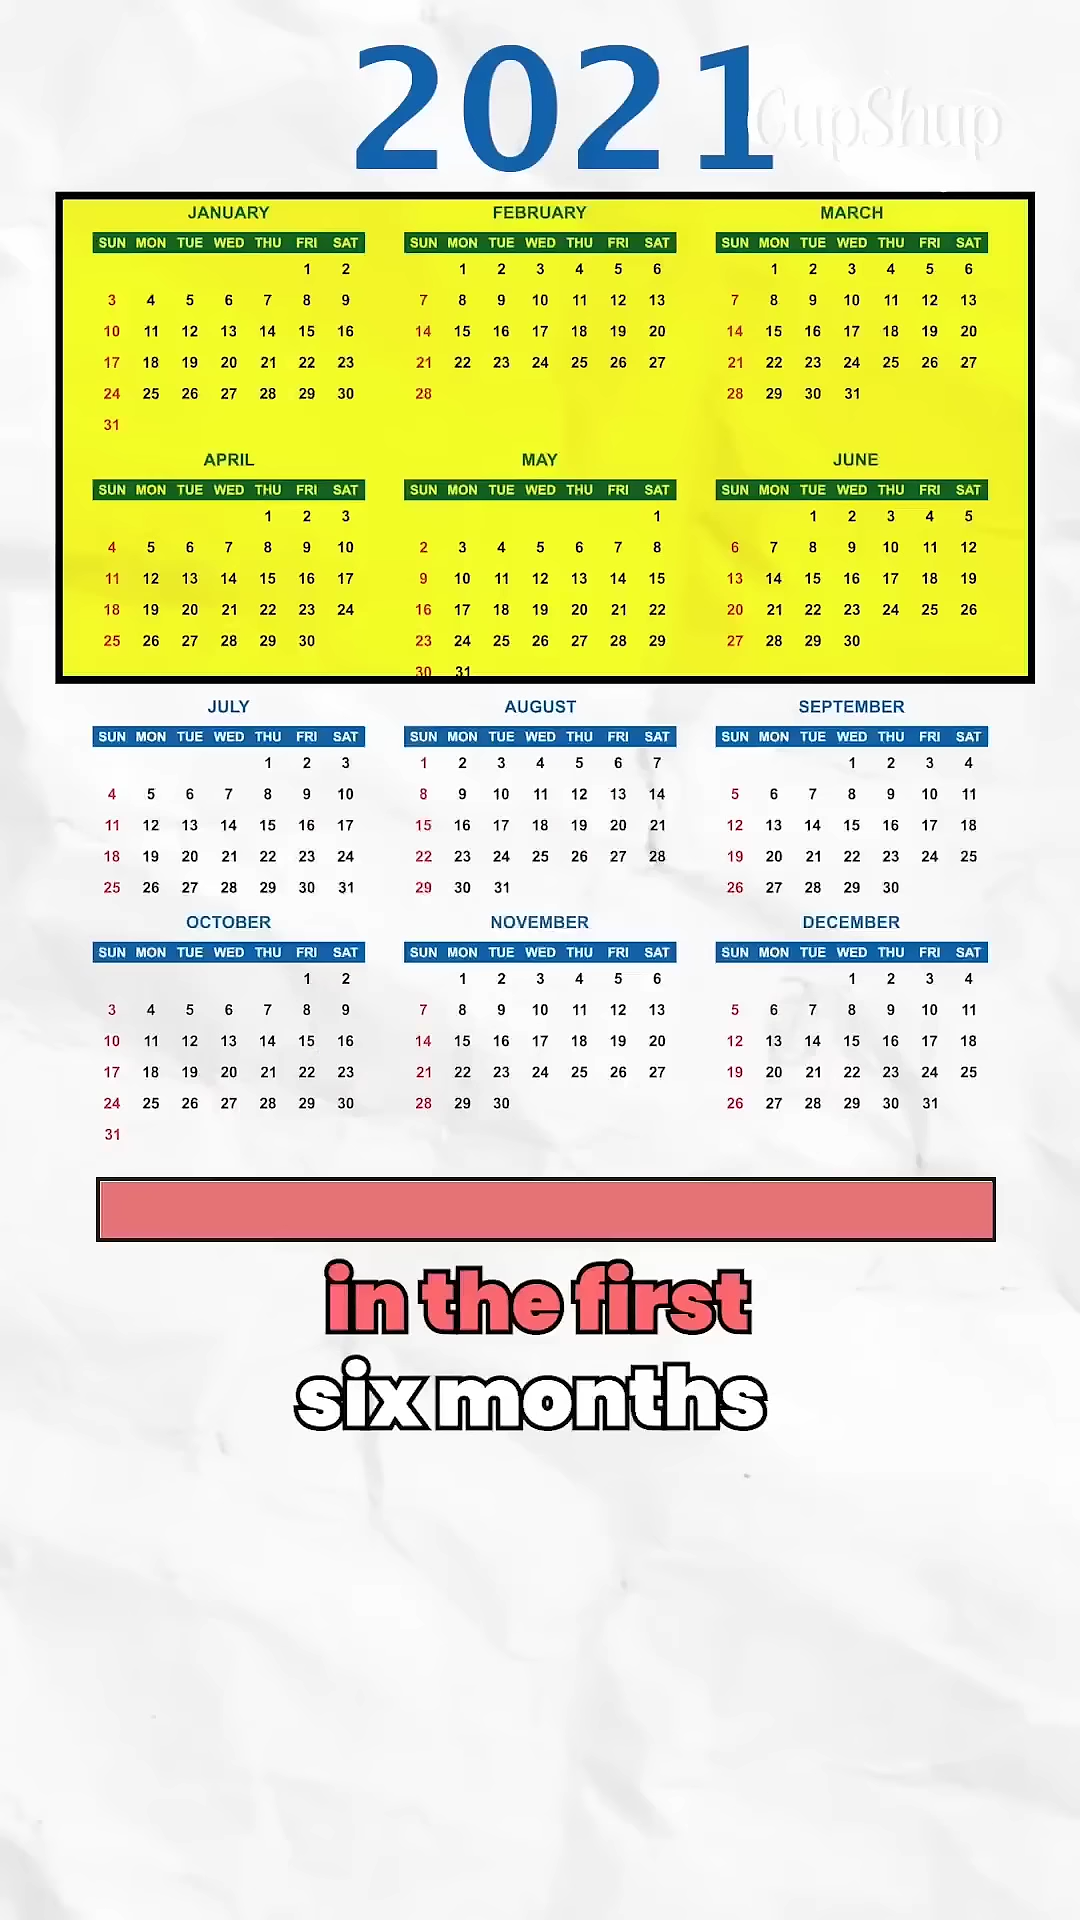 2021
CupShup
JANUARY FEBRUARY MARCH
SUN MON TUE WED THU FRI SAT SUN MON TUE WED THU FRI SAT SUN MON TUE WED THU FRI SAT
1 2 1 2 3 4 5 6 1 2 3 4 5 6
3 4 5 6 7 8 9 7 8 9 10 11 12 13 7 8 9 10 11 12 13
10 11 12 13 14 15 16 14 15 16 17 18 19 20 14 15 16 17 18 19 20
17 18 19 20 21 22 23 21 22 23 24 25 26 27 21 22 23 24 25 26 27
24 25 26 27 28 29 30 28 28 29 30 31
31
APRIL MAY JUNE
SUN MON TUE WED THU FRI SAT SUN MON TUE WED THU FRI SAT SUN MON TUE WED THU FRI SAT
1 2 3 1 1 2 3 4 5
4 5 6 7 8 9 10 2 3 4 5 6 7 8 6 7 8 9 10 11 12
11 12 13 14 15 16 17 9 10 11 12 13 14 15 13 14 15 16 17 18 19
18 19 20 21 22 23 24 16 17 18 19 20 21 22 20 21 22 23 24 25 26
25 26 27 28 29 30 23 24 25 26 27 28 29 27 28 29 30
30 31
JULY AUGUST SEPTEMBER
SUN MON TUE WED THU FRI SAT SUN MON TUE WED THU FRI SAT SUN MON TUE WED THU FRI SAT
1 2 3 1 2 3 4 5 6 7 1 2 3 4
4 5 6 7 8 9 10 8 9 10 11 12 13 14 5 6 7 8 9 10 11
11 12 13 14 15 16 17 15 16 17 18 19 20 21 12 13 14 15 16 17 18
18 19 20 21 22 23 24 22 23 24 25 26 27 28 19 20 21 22 23 24 25
25 26 27 28 29 30 31 29 30 31 26 27 28 29 30
OCTOBER NOVEMBER DECEMBER
SUN MON TUE WED THU FRI SAT SUN MON TUE WED THU FRI SAT SUN MON TUE WED THU FRI SAT
1 2 1 2 3 4 5 6 1 2 3 4
3 4 5 6 7 8 9 7 8 9 10 11 12 13 5 6 7 8 9 10 11
10 11 12 13 14 15 16 14 15 16 17 18 19 20 12 13 14 15 16 17 18
17 18 19 20 21 22 23 21 22 23 24 25 26 27 19 20 21 22 23 24 25
24 25 26 27 28 29 30 28 29 30 26 27 28 29 30 31
31
in the first
six months